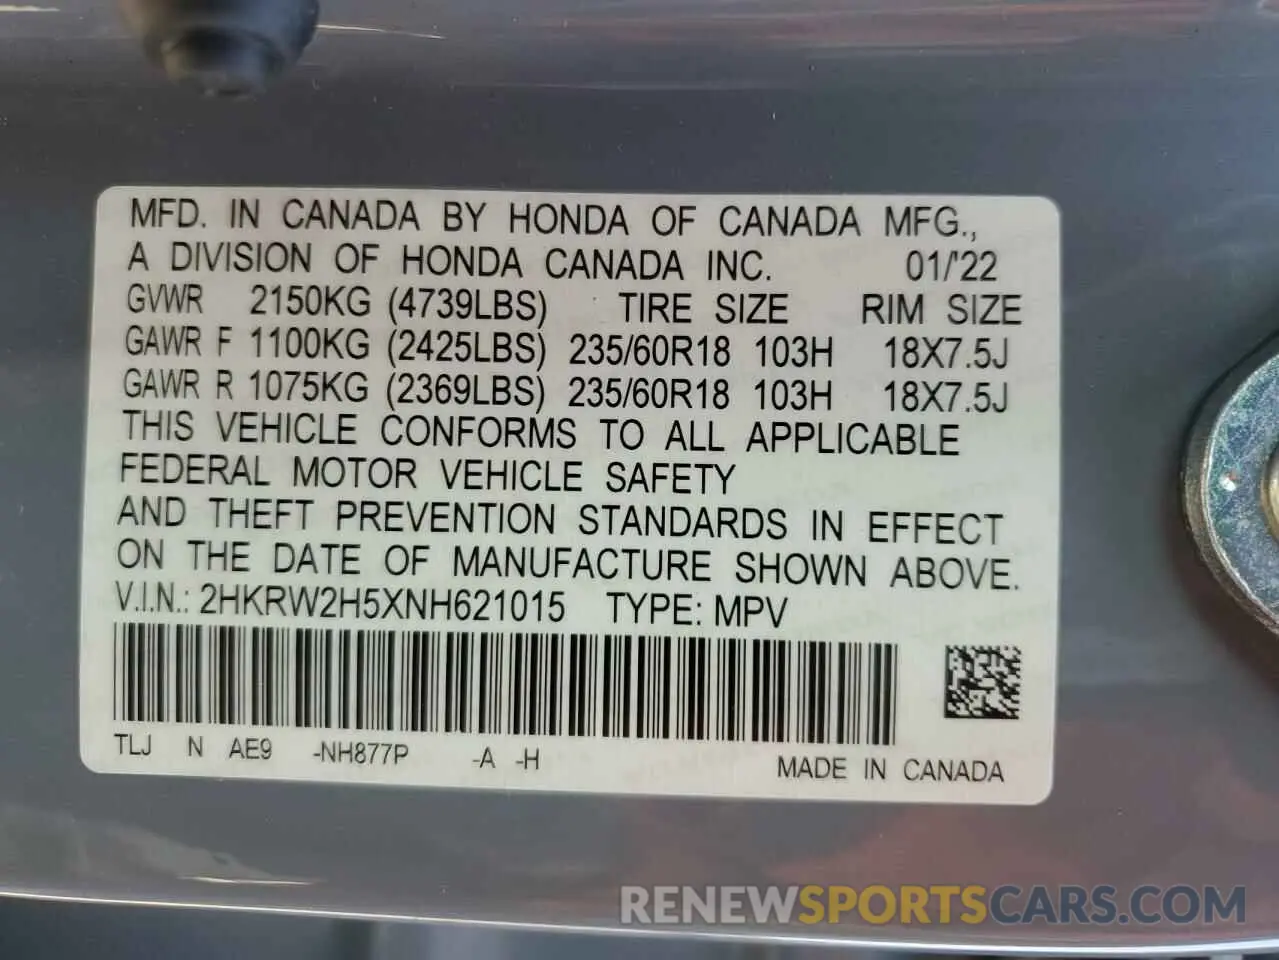 MFD. IN CANADA BY HONDA OF CANADA MFG.,
A DIVISION OF HONDA CANADA INC. 01/'22
GVWR 2150KG (4739LBS) TIRE SIZE RIM SIZE
GAWR F 1100KG (2425LBS) 235/60R18 103H 18X7.5J
GAWR R 1075KG (2369LBS) 235/60R18 103H 18X7.5J
THIS VEHICLE CONFORMS TO ALL APPLICABLE
FEDERAL MOTOR VEHICLE SAFETY
AND THEFT PREVENTION STANDARDS IN EFFECT
ON THE DATE OF MANUFACTURE SHOWN ABOVE.
V.I.N.: 2HKRW2H5XNH621015 TYPE: MPV
TLJ N AE9 -NH877P -A -H MADE IN CANADA
RENEWSPORTSCARS.COM